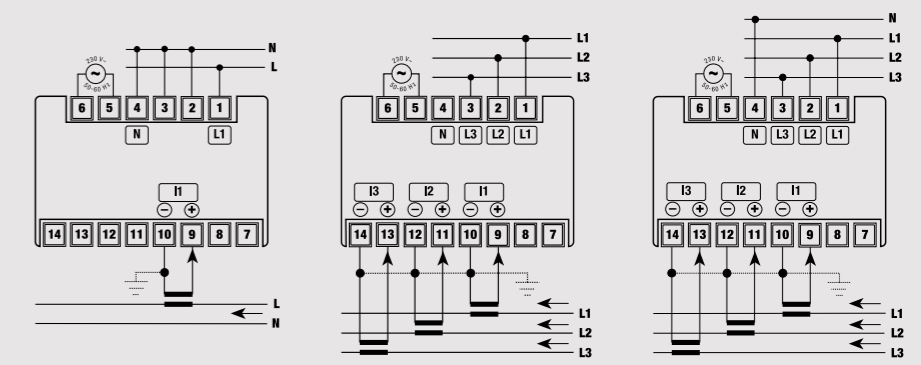 N
L
230 V~
~
50-60 Hz
6 5 4 3 2 1
N L1
I1
− +
14 13 12 11 10 9 8 7
L
N
L1
L2
L3
230 V~
~
50-60 Hz
6 5 4 3 2 1
N L3 L2 L1
I3 I2 I1
− + − + − +
14 13 12 11 10 9 8 7
L1
L2
L3
N
L1
L2
L3
230 V~
~
50-60 Hz
6 5 4 3 2 1
N L3 L2 L1
I3 I2 I1
− + − + − +
14 13 12 11 10 9 8 7
L1
L2
L3